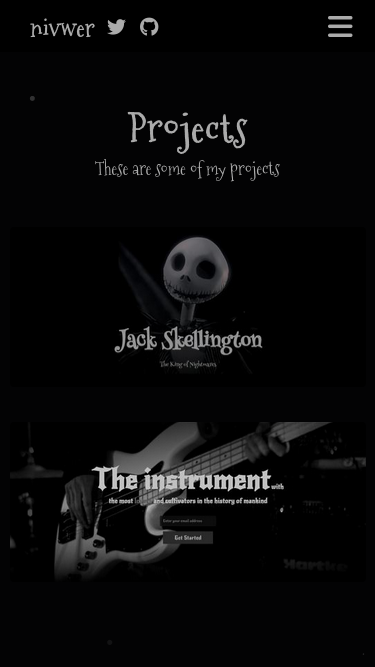 nivwer
Projects
These are some of my projects
Jack Skellington
The King of Nightmares
The instrument with
the most and cultivators in the history of mankind
Enter your email address
Get Started